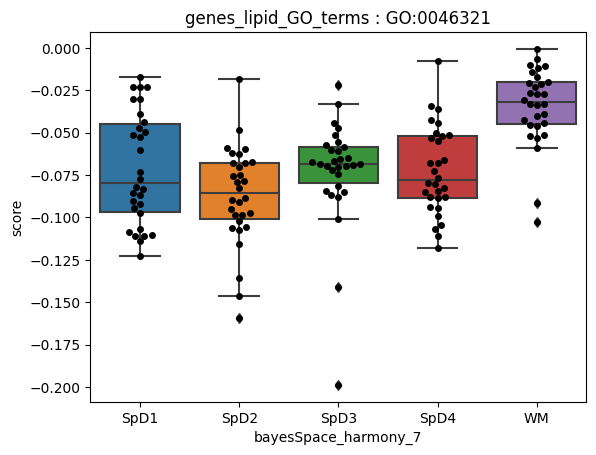 genes_lipid_GO_terms : GO:0046321
score
0.000
−0.025
−0.050
−0.075
−0.100
−0.125
−0.150
−0.175
−0.200
SpD1 SpD2 SpD3 SpD4 WM
bayesSpace_harmony_7